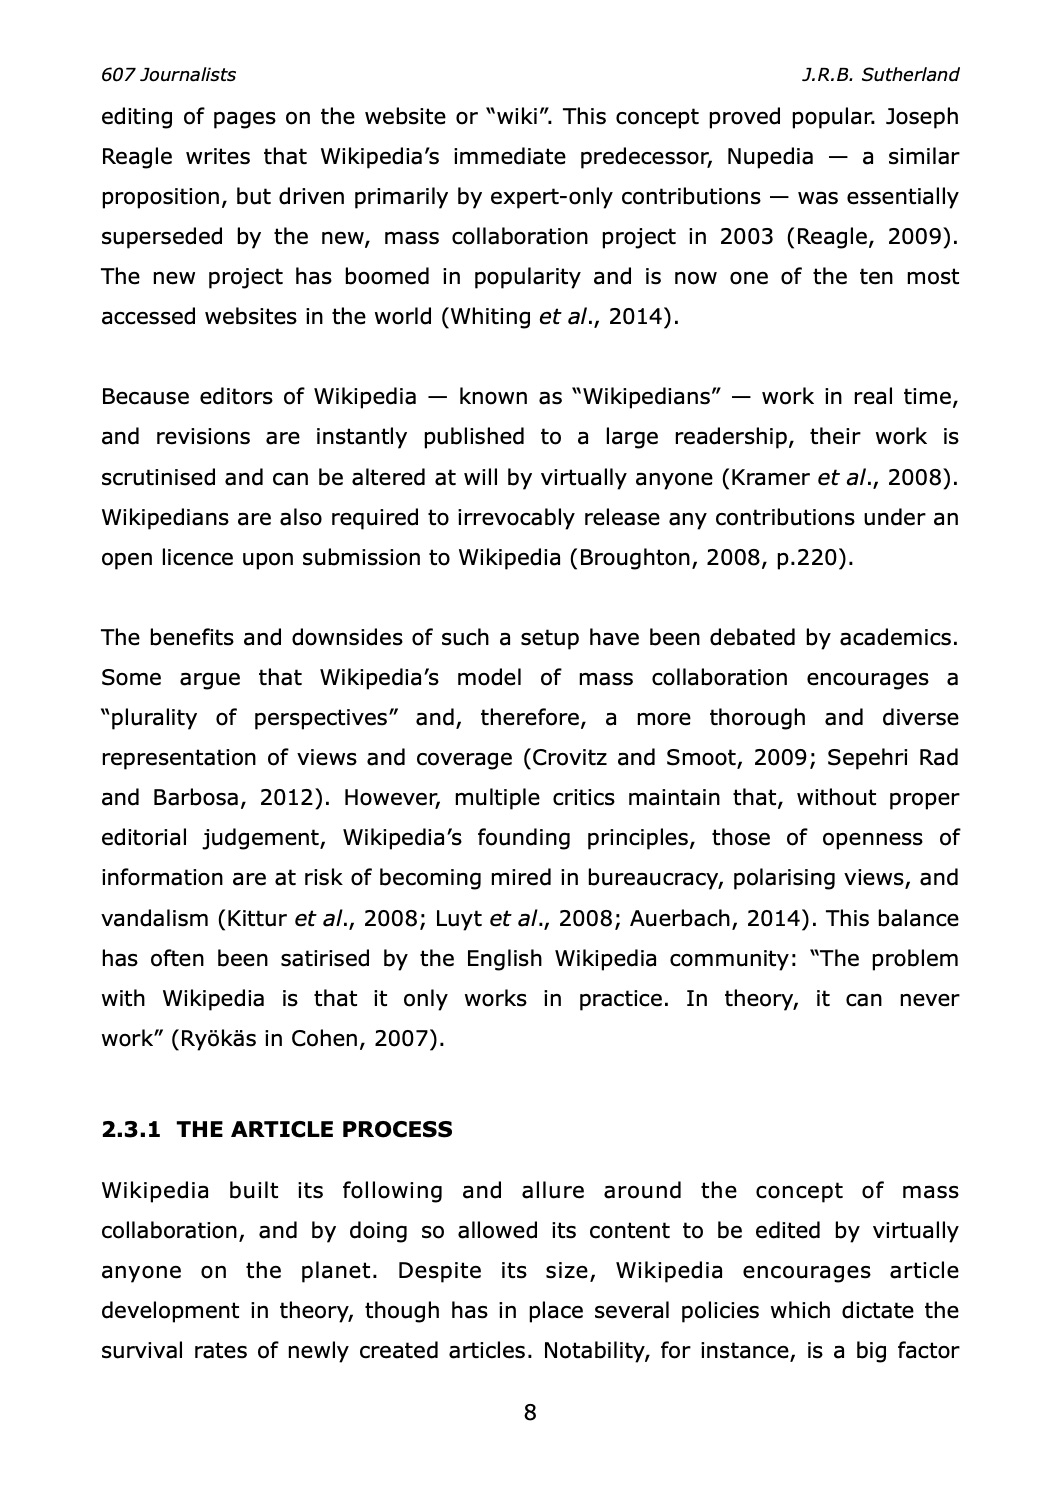 607 Journalists
J.R.B. Sutherland
editing of pages on the website or “wiki”. This concept proved popular. Joseph
Reagle writes that Wikipedia’s immediate predecessor, Nupedia — a similar
proposition, but driven primarily by expert-only contributions — was essentially
superseded by the new, mass collaboration project in 2003 (Reagle, 2009).
The new project has boomed in popularity and is now one of the ten most
accessed websites in the world (Whiting et al., 2014).
Because editors of Wikipedia — known as “Wikipedians” — work in real time,
and revisions are instantly published to a large readership, their work is
scrutinised and can be altered at will by virtually anyone (Kramer et al., 2008).
Wikipedians are also required to irrevocably release any contributions under an
open licence upon submission to Wikipedia (Broughton, 2008, p.220).
The benefits and downsides of such a setup have been debated by academics.
Some argue that Wikipedia’s model of mass collaboration encourages a
“plurality of perspectives” and, therefore, a more thorough and diverse
representation of views and coverage (Crovitz and Smoot, 2009; Sepehri Rad
and Barbosa, 2012). However, multiple critics maintain that, without proper
editorial judgement, Wikipedia’s founding principles, those of openness of
information are at risk of becoming mired in bureaucracy, polarising views, and
vandalism (Kittur et al., 2008; Luyt et al., 2008; Auerbach, 2014). This balance
has often been satirised by the English Wikipedia community: “The problem
with Wikipedia is that it only works in practice. In theory, it can never
work” (Ryökäs in Cohen, 2007).
2.3.1 THE ARTICLE PROCESS
Wikipedia built its following and allure around the concept of mass
collaboration, and by doing so allowed its content to be edited by virtually
anyone on the planet. Despite its size, Wikipedia encourages article
development in theory, though has in place several policies which dictate the
survival rates of newly created articles. Notability, for instance, is a big factor
8